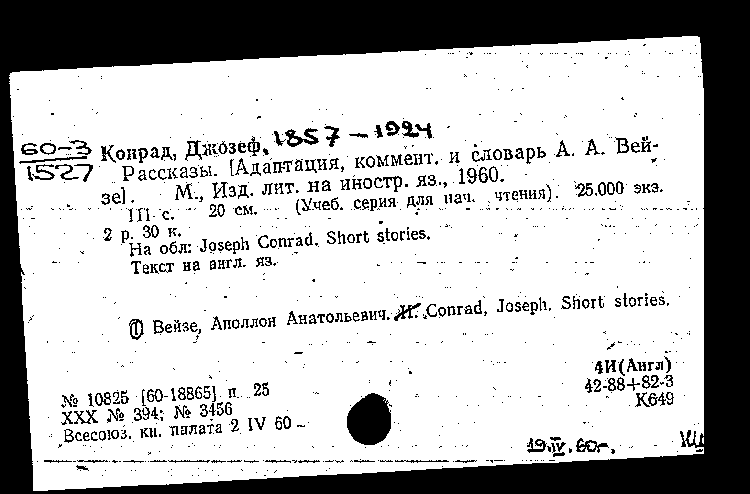 60-3
1527
Конрад, Джозеф, 1857 – 1924
Рассказы. [Адаптация, коммент. и словарь А. А. Вей-
зе]. М., Изд. лит. на иностр. яз., 1960.
111 с. 20 см. (Учеб. серия для нач. чтения). 25.000 экз.
2 р. 30 к.
На обл: Joseph Conrad. Short stories.
Текст на англ. яз.
I Вейзе, Аполлон Анатольевич. II. Conrad, Joseph. Short stories.
4И(Англ)
42-88+82-3
К649
№ 10825 [60-18865] п. 25
XXX № 394; № 3456
Всесоюз. кн. палата 2 IV 60
19.IV.60г.